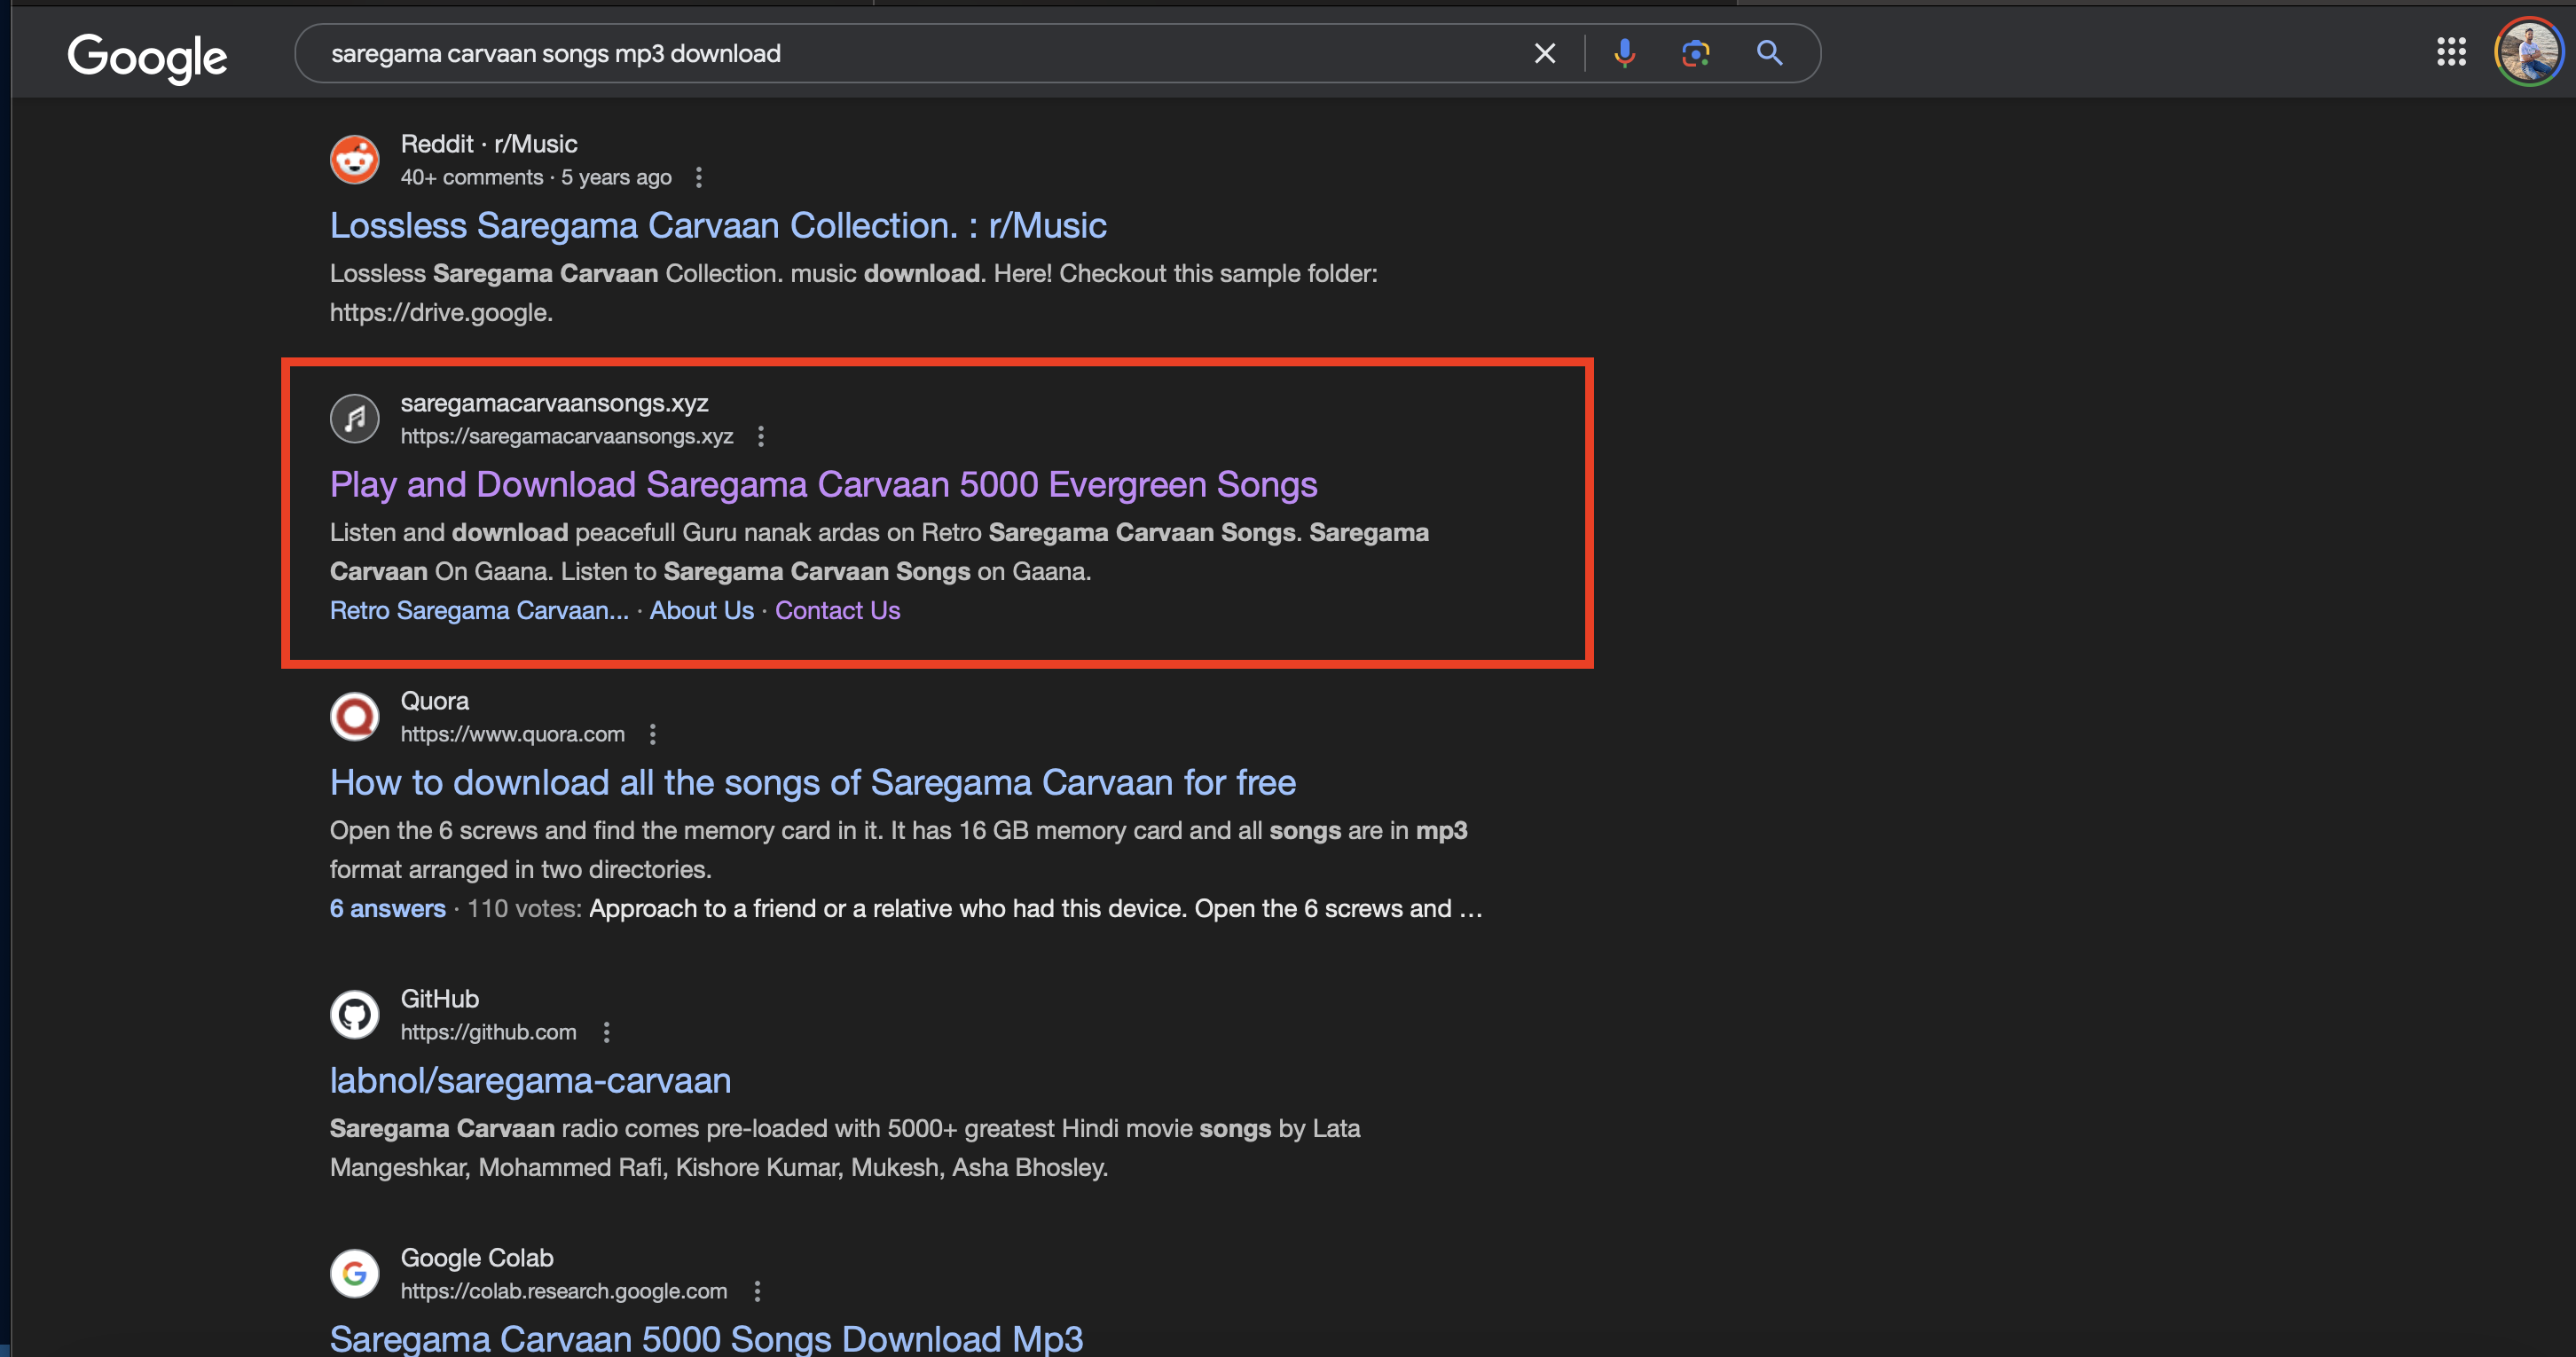 Google
saregama carvaan songs mp3 download
Reddit · r/Music
40+ comments · 5 years ago
Lossless Saregama Carvaan Collection. : r/Music
Lossless Saregama Carvaan Collection. music download. Here! Checkout this sample folder:
https://drive.google.
saregamacarvaansongs.xyz
https://saregamacarvaansongs.xyz
Play and Download Saregama Carvaan 5000 Evergreen Songs
Listen and download peacefull Guru nanak ardas on Retro Saregama Carvaan Songs. Saregama
Carvaan On Gaana. Listen to Saregama Carvaan Songs on Gaana.
Retro Saregama Carvaan... · About Us · Contact Us
Quora
https://www.quora.com
How to download all the songs of Saregama Carvaan for free
Open the 6 screws and find the memory card in it. It has 16 GB memory card and all songs are in mp3
format arranged in two directories.
6 answers · 110 votes: Approach to a friend or a relative who had this device. Open the 6 screws and ...
GitHub
https://github.com
labnol/saregama-carvaan
Saregama Carvaan radio comes pre-loaded with 5000+ greatest Hindi movie songs by Lata
Mangeshkar, Mohammed Rafi, Kishore Kumar, Mukesh, Asha Bhosley.
Google Colab
https://colab.research.google.com
Saregama Carvaan 5000 Songs Download Mp3